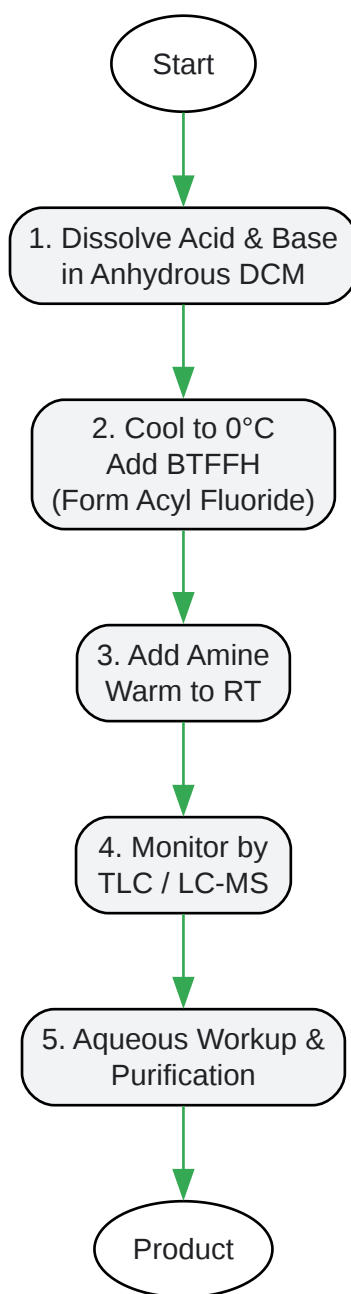 Start
1. Dissolve Acid & Base
in Anhydrous DCM
2. Cool to 0°C
Add BTFFH
(Form Acyl Fluoride)
3. Add Amine
Warm to RT
4. Monitor by
TLC / LC-MS
5. Aqueous Workup &
Purification
Product